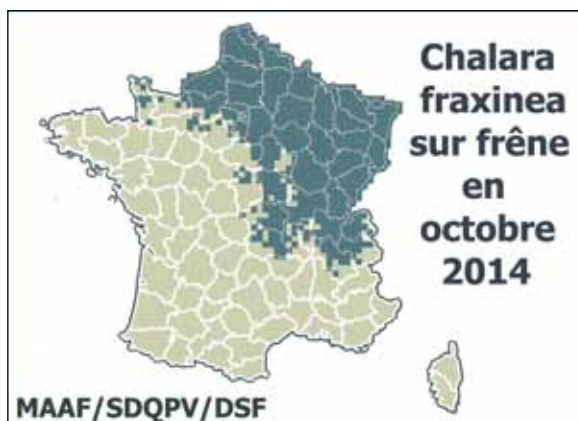 Chalara
fraxinea
sur frêne
en
octobre
2014
MAAF/SDQPV/DSF